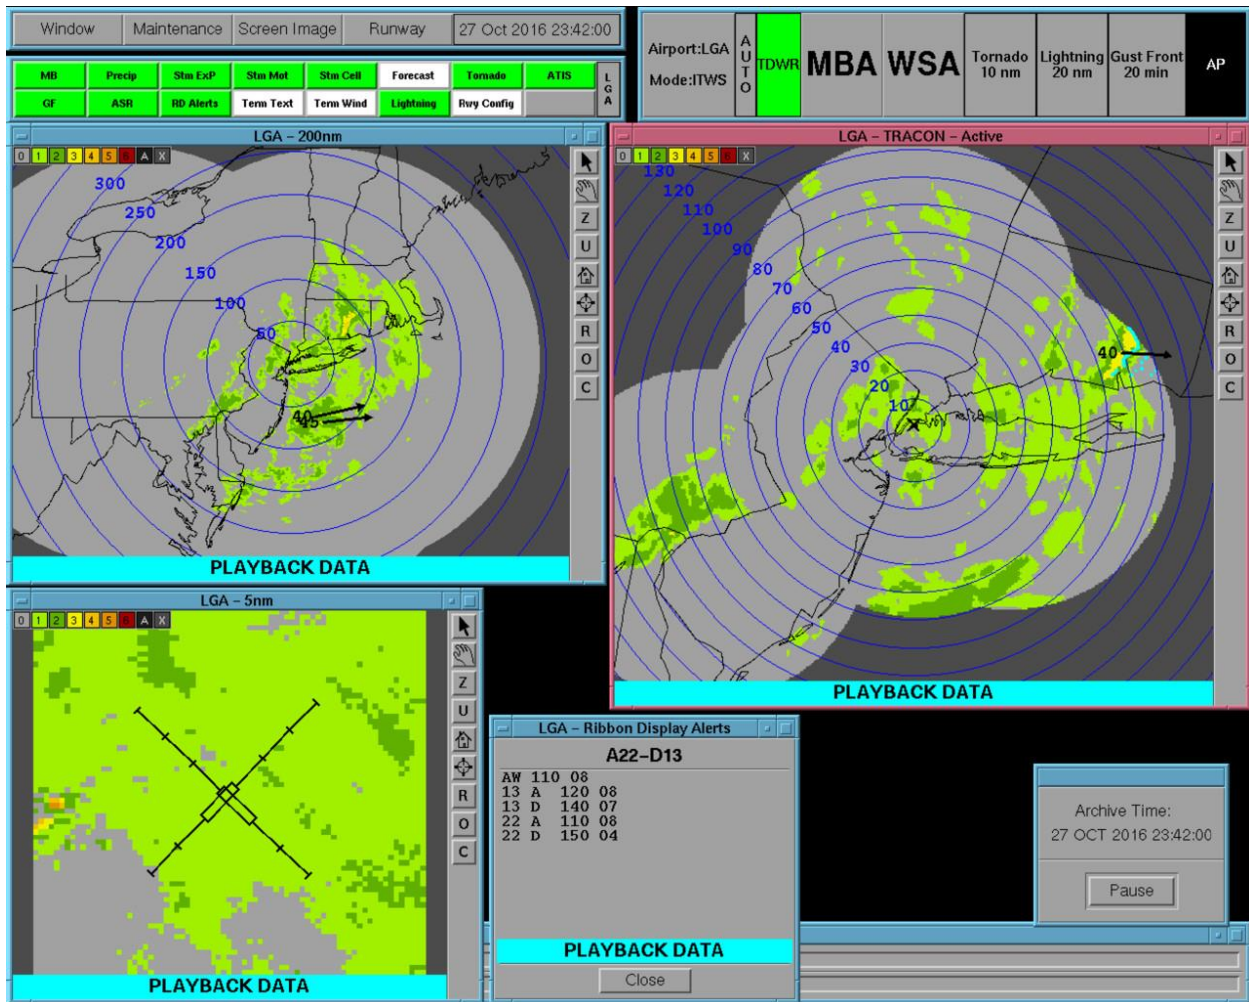 Window Maintenance Screen Image Runway 27 Oct 2016 23:42:00
MB Precip Stm ExP Stm Mot Stm Cell Forecast Tornado ATIS
GF ASR RD Alerts Term Text Term Wind Lightning Rwy Config
LGA
Airport:LGA
Mode:ITWS
AUTO
TDWR
MBA
WSA
Tornado
10 nm
Lightning
20 nm
Gust Front
20 min
AP
LGA – 200nm
0 1 2 3 4 5 6 A X
300
250
200
150
100
50
40
45
Z
U
R
O
C
PLAYBACK DATA
LGA – TRACON – Active
0 1 2 3 4 5 6 X
130
120
110
100
90
80
70
60
50
40
30
20
10
40
Z
U
R
O
C
PLAYBACK DATA
LGA – 5nm
0 1 2 3 4 5 6 A X
Z
U
R
O
C
PLAYBACK DATA
LGA – Ribbon Display Alerts
A22–D13
AW 110 08
13 A 120 08
13 D 140 07
22 A 110 08
22 D 150 04
PLAYBACK DATA
Close
Archive Time:
27 OCT 2016 23:42:00
Pause